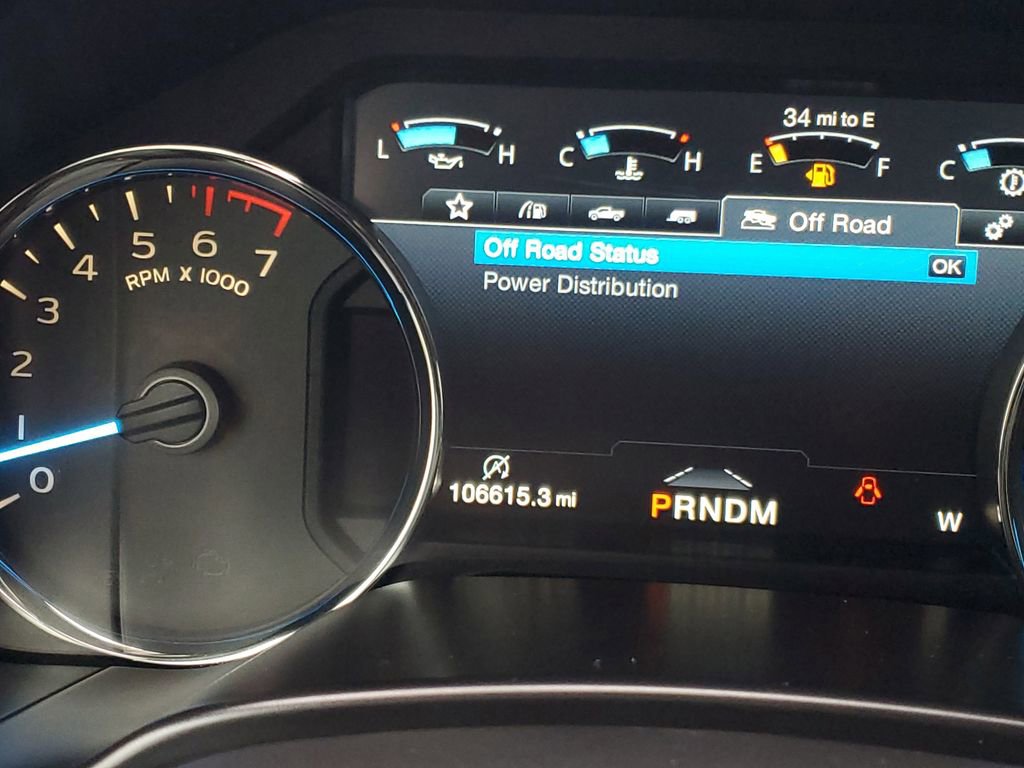 34 mi to E
L H C H E F C
Off Road
Off Road Status OK
Power Distribution
0 1 2 3 4 5 6 7
RPM X 1000
106615.3 mi
PRNDM
W